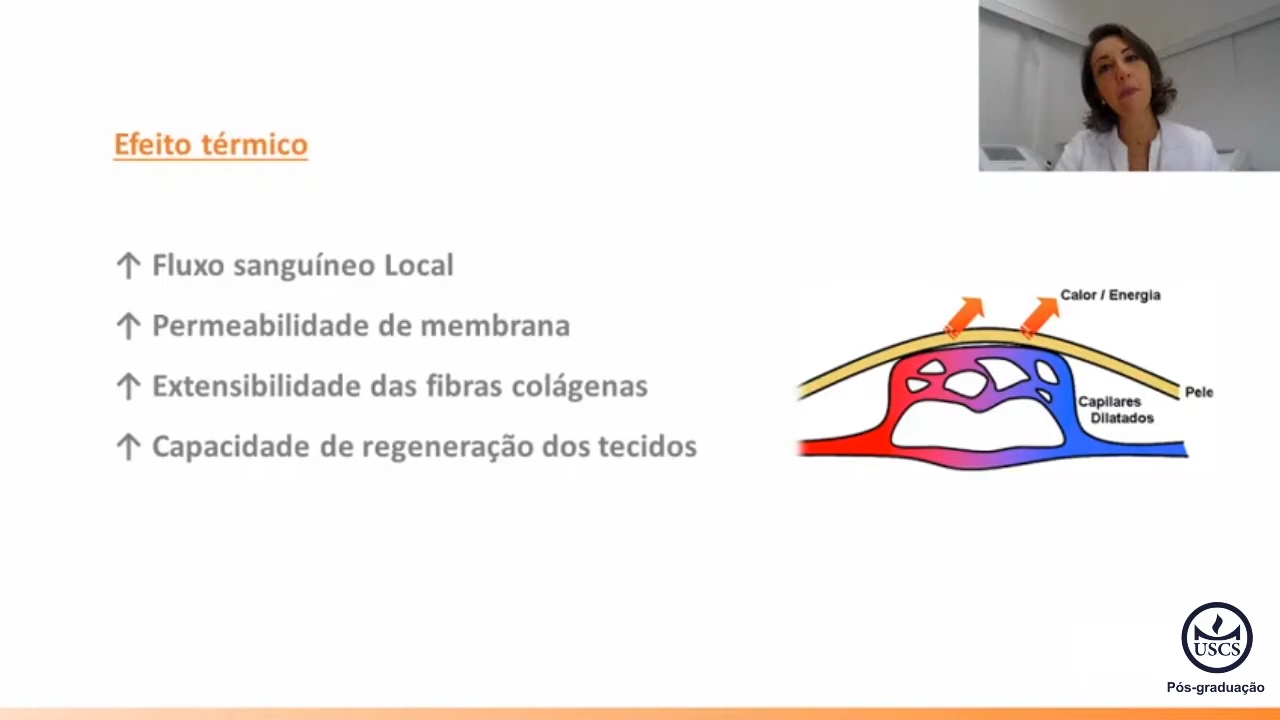 Efeito térmico
↑ Fluxo sanguíneo Local
↑ Permeabilidade de membrana
↑ Extensibilidade das fibras colágenas
↑ Capacidade de regeneração dos tecidos
Calor / Energia
Pele
Capilares
Dilatados
USCS
Pós-graduação